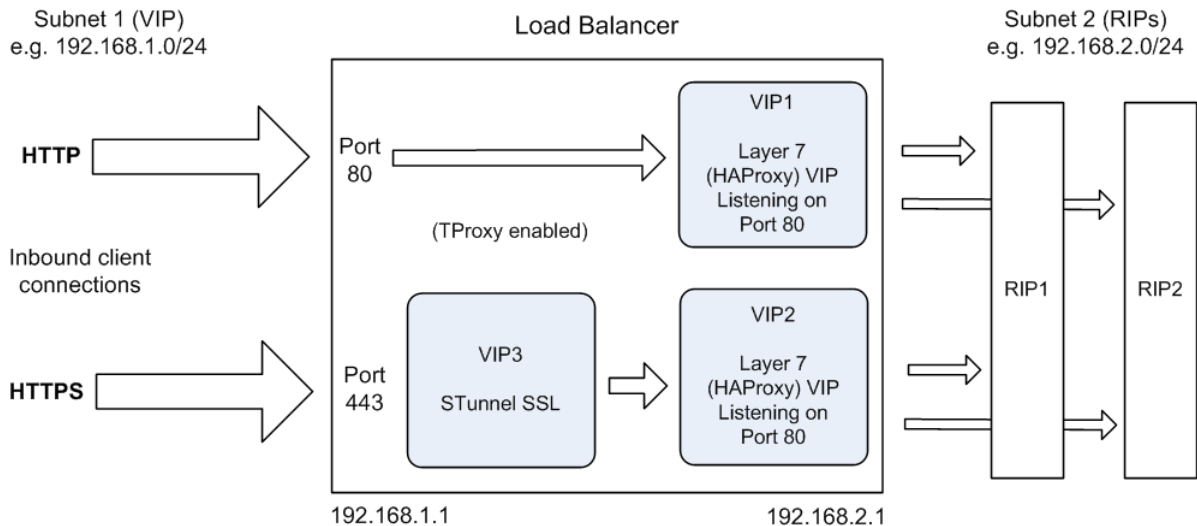 Subnet 1 (VIP)
e.g. 192.168.1.0/24
Load Balancer
Subnet 2 (RIPs)
e.g. 192.168.2.0/24
HTTP
Port
80
VIP1
Layer 7
(HAProxy) VIP
Listening on
Port 80
(TProxy enabled)
Inbound client
connections
RIP1
RIP2
HTTPS
Port
443
VIP3
STunnel SSL
VIP2
Layer 7
(HAProxy) VIP
Listening on
Port 80
192.168.1.1
192.168.2.1